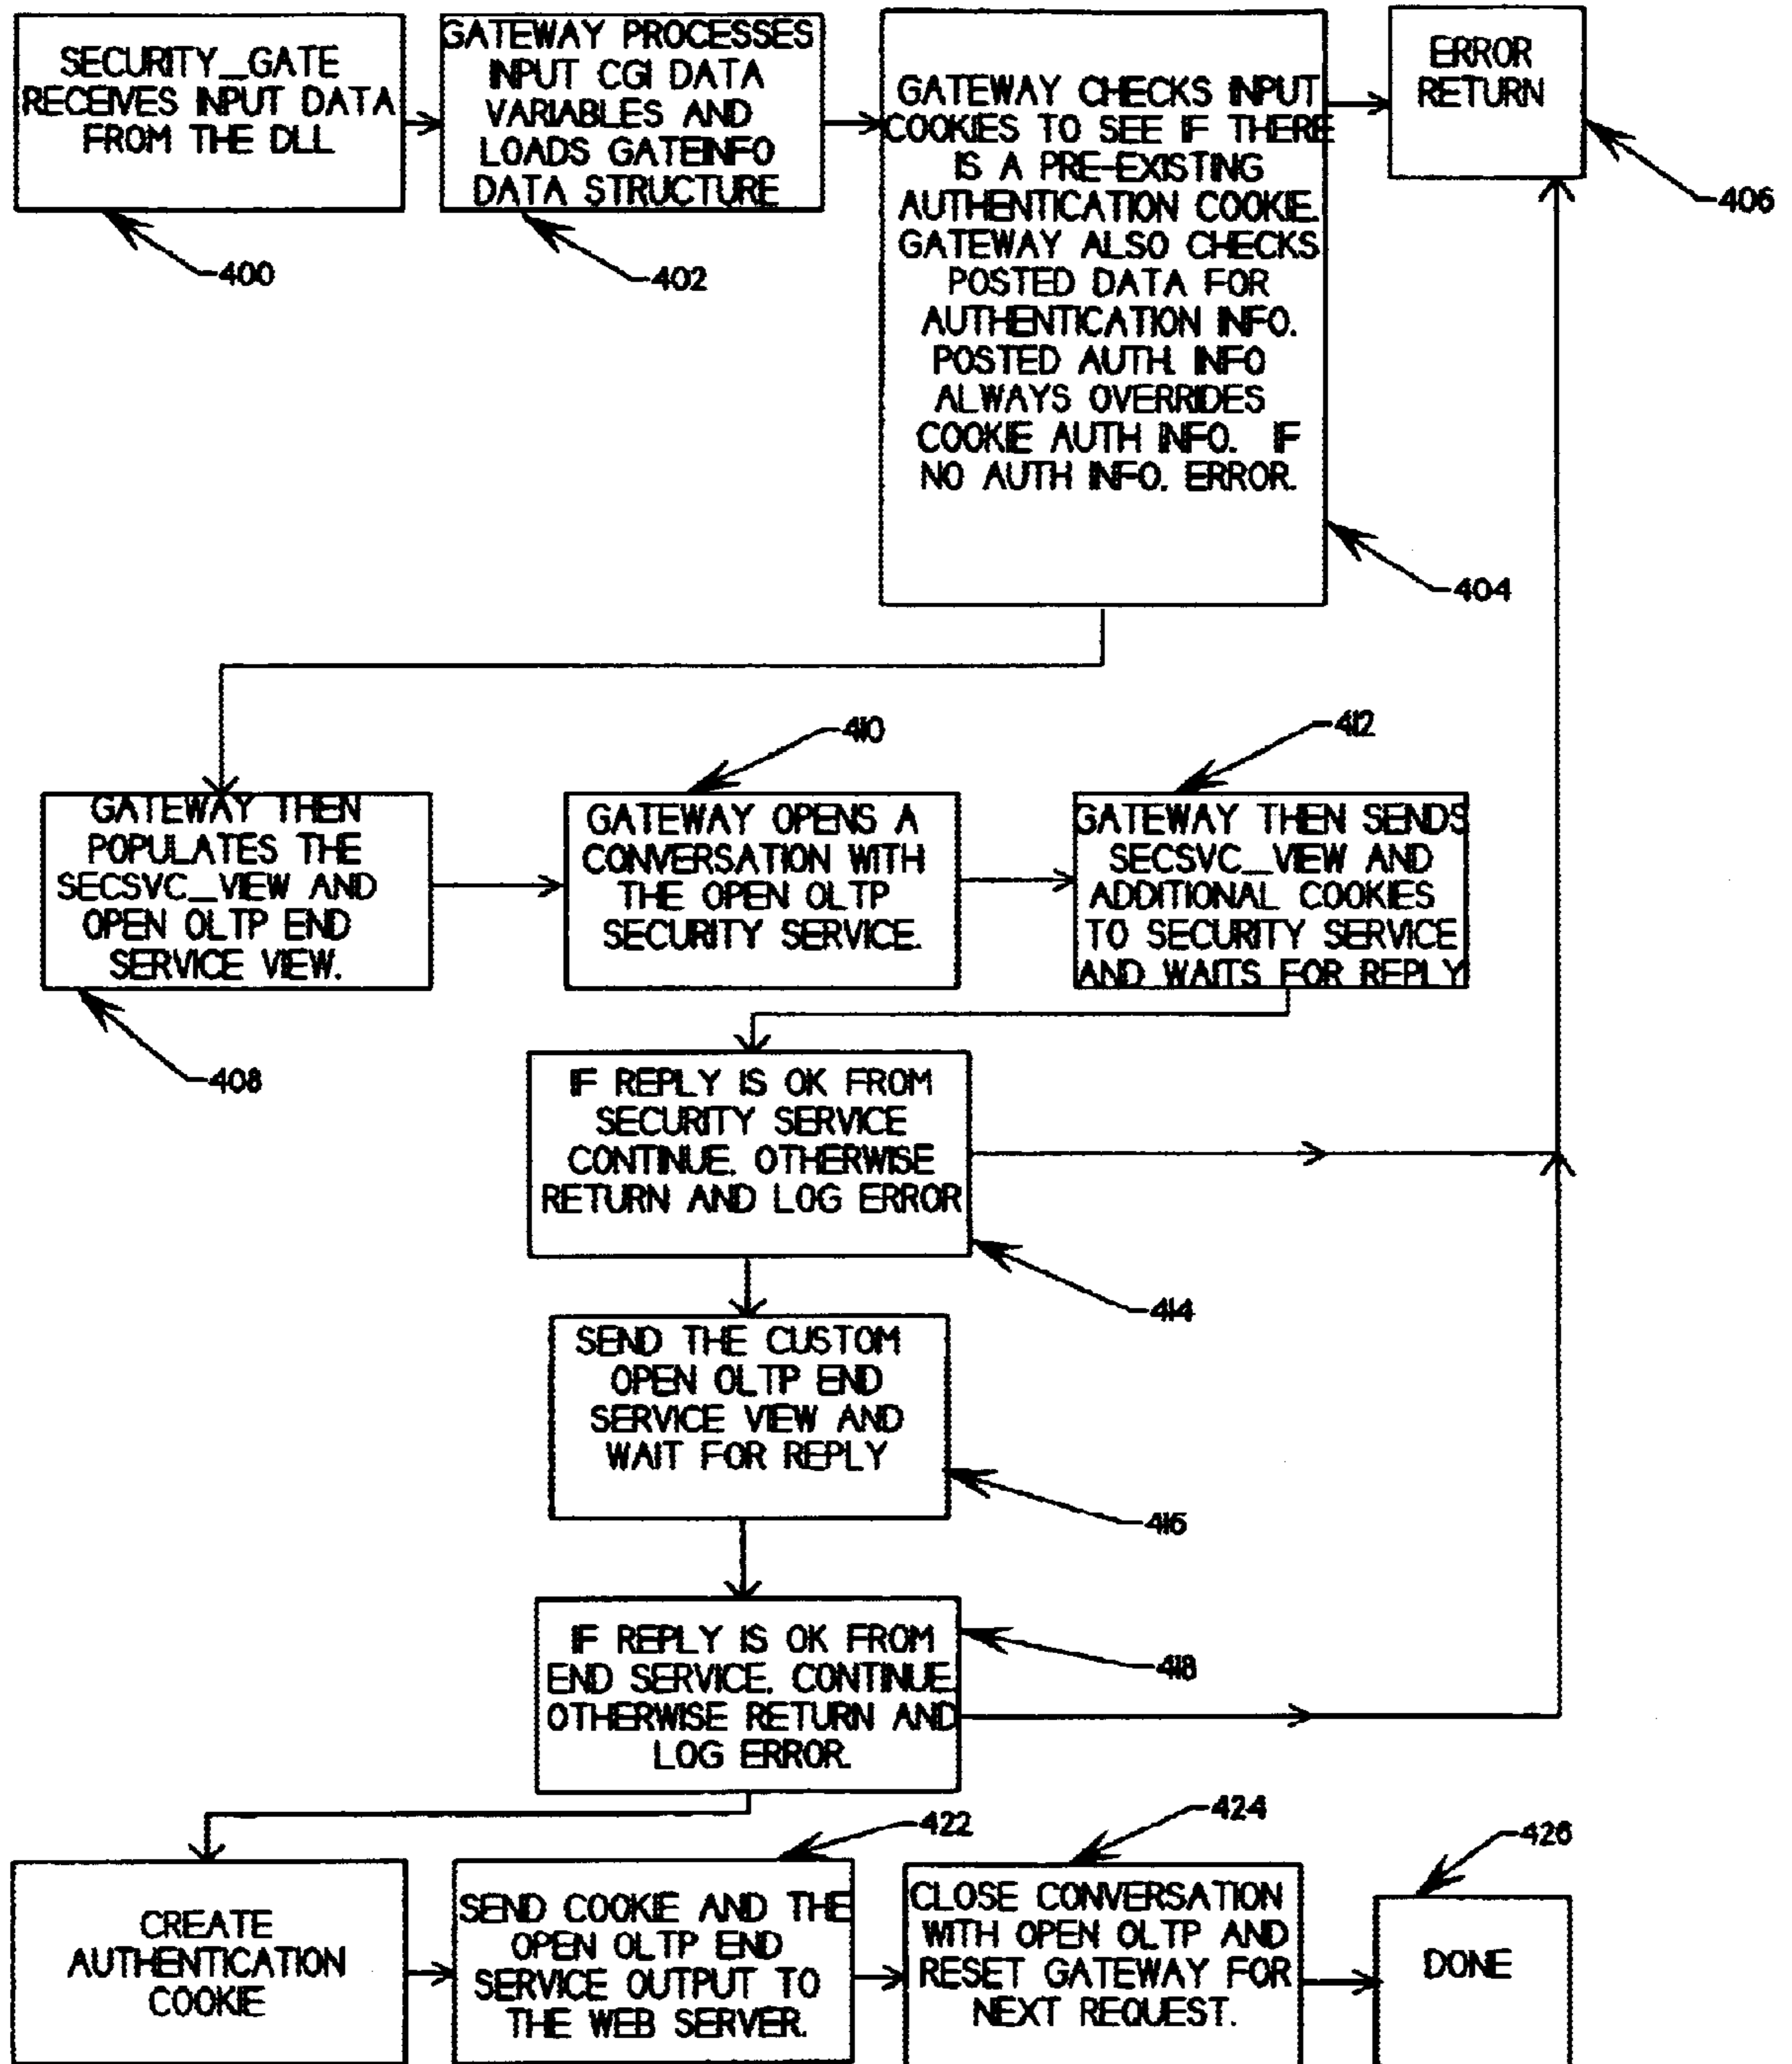 SECURITY_GATE
RECEIVES INPUT DATA
FROM THE DLL
400
GATEWAY PROCESSES
INPUT CGI DATA
VARIABLES AND
LOADS GATEINFO
DATA STRUCTURE
402
GATEWAY CHECKS INPUT
COOKIES TO SEE IF THERE
IS A PRE-EXISTING
AUTHENTICATION COOKIE.
GATEWAY ALSO CHECKS
POSTED DATA FOR
AUTHENTICATION INFO.
POSTED AUTH. INFO
ALWAYS OVERRIDES
COOKIE AUTH INFO. IF
NO AUTH INFO. ERROR.
404
ERROR
RETURN
406
GATEWAY THEN
POPULATES THE
SECSVC_VIEW AND
OPEN OLTP END
SERVICE VIEW.
408
410
GATEWAY OPENS A
CONVERSATION WITH
THE OPEN OLTP
SECURITY SERVICE.
412
GATEWAY THEN SENDS
SECSVC_VIEW AND
ADDITIONAL COOKIES
TO SECURITY SERVICE
AND WAITS FOR REPLY
IF REPLY IS OK FROM
SECURITY SERVICE
CONTINUE. OTHERWISE
RETURN AND LOG ERROR
414
SEND THE CUSTOM
OPEN OLTP END
SERVICE VIEW AND
WAIT FOR REPLY
416
IF REPLY IS OK FROM
END SERVICE. CONTINUE.
OTHERWISE RETURN AND
LOG ERROR.
418
CREATE
AUTHENTICATION
COOKIE
422
SEND COOKIE AND THE
OPEN OLTP END
SERVICE OUTPUT TO
THE WEB SERVER.
424
CLOSE CONVERSATION
WITH OPEN OLTP AND
RESET GATEWAY FOR
NEXT REQUEST.
426
DONE